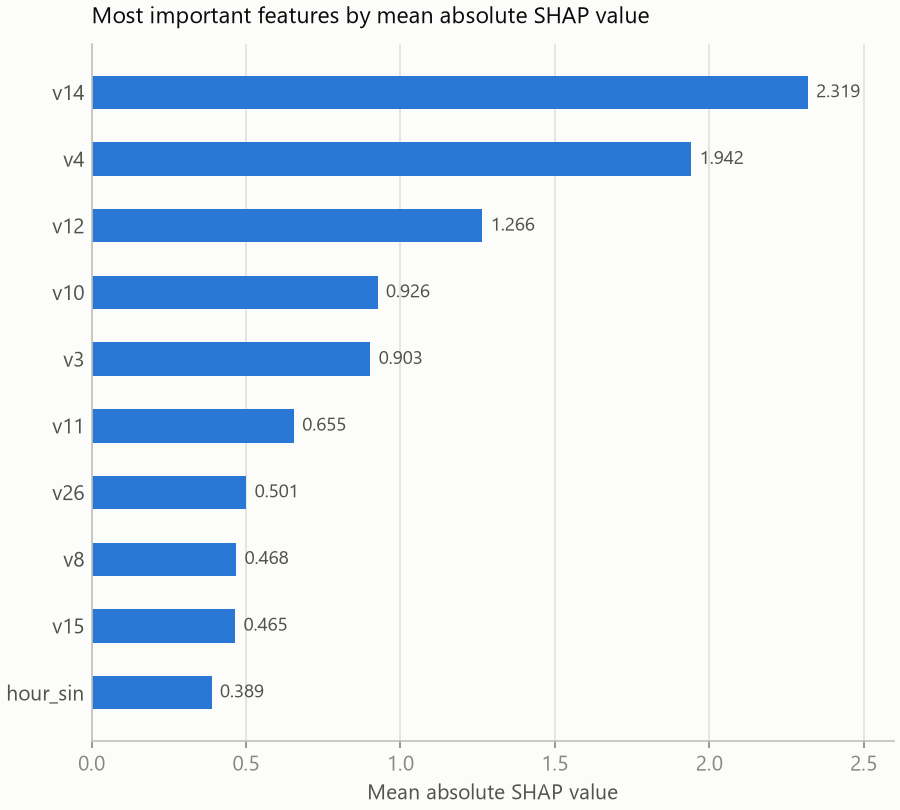 Most important features by mean absolute SHAP value
v14 2.319
v4 1.942
v12 1.266
v10 0.926
v3 0.903
v11 0.655
v26 0.501
v8 0.468
v15 0.465
hour_sin 0.389
0.0 0.5 1.0 1.5 2.0 2.5
Mean absolute SHAP value